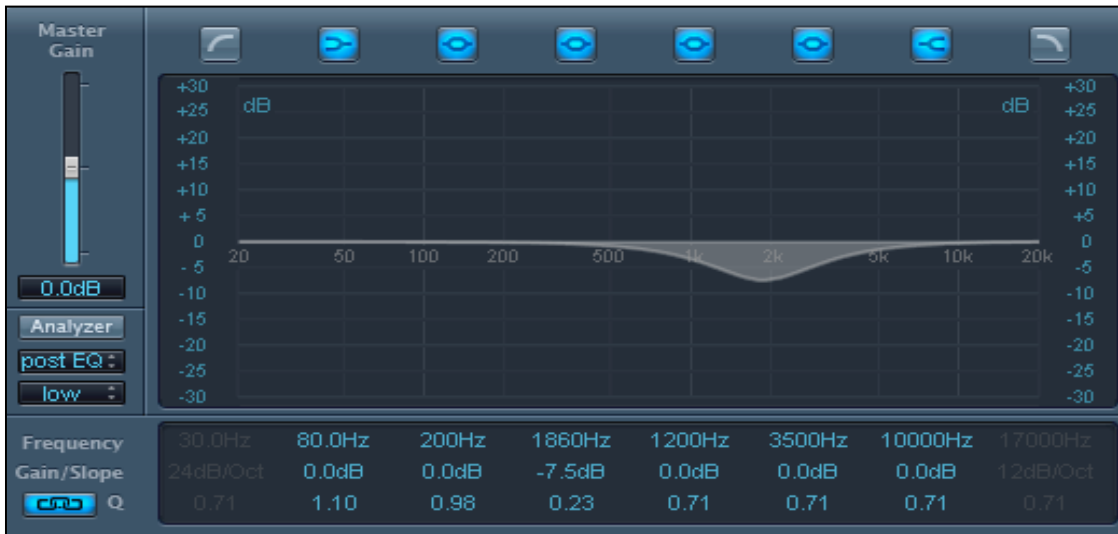 Master
Gain
+30
+25
+20
+15
+10
+ 5
0
- 5
-10
-15
-20
-25
-30
dB
dB
+30
+25
+20
+15
+10
+5
0
-5
-10
-15
-20
-25
-30
20 50 100 200 500 1k 2k 5k 10k 20k
0.0dB
Analyzer
post EQ
low
Frequency 30.0Hz 80.0Hz 200Hz 1860Hz 1200Hz 3500Hz 10000Hz 17000Hz
Gain/Slope 24dB/Oct 0.0dB 0.0dB -7.5dB 0.0dB 0.0dB 0.0dB 12dB/Oct
Q 0.71 1.10 0.98 0.23 0.71 0.71 0.71 0.71